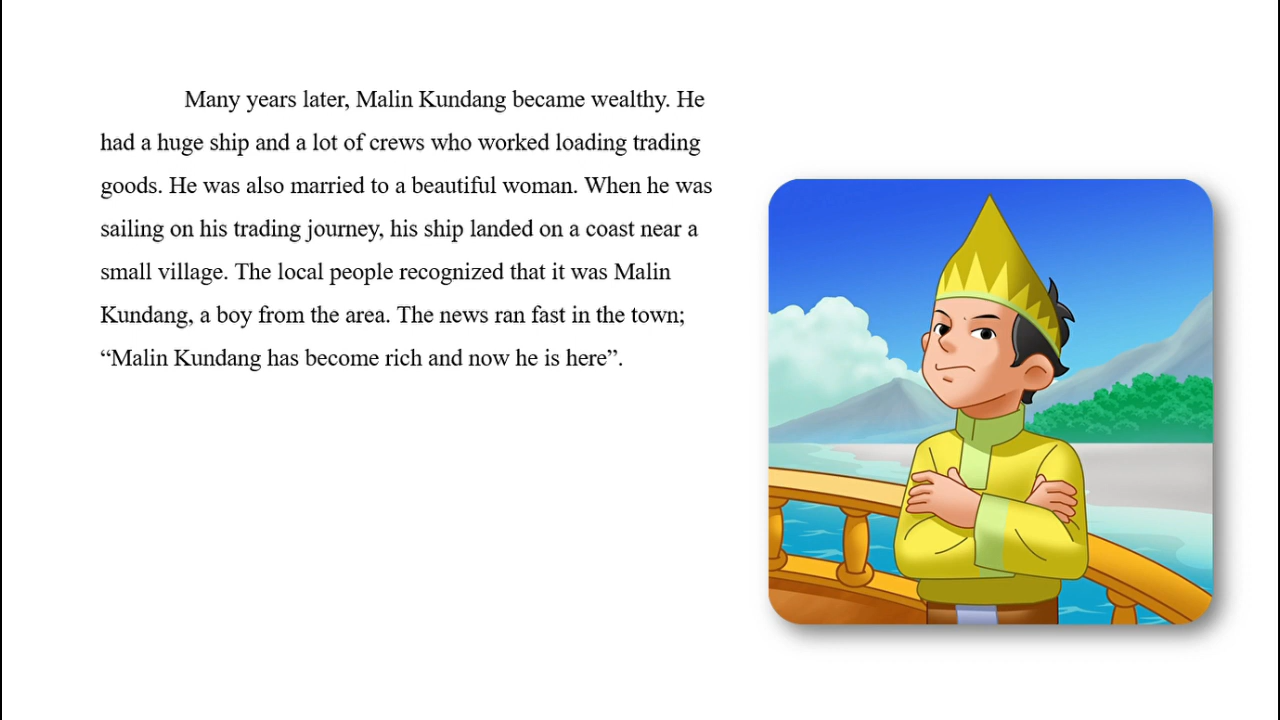 Many years later, Malin Kundang became wealthy. He
had a huge ship and a lot of crews who worked loading trading
goods. He was also married to a beautiful woman. When he was
sailing on his trading journey, his ship landed on a coast near a
small village. The local people recognized that it was Malin
Kundang, a boy from the area. The news ran fast in the town;
“Malin Kundang has become rich and now he is here”.